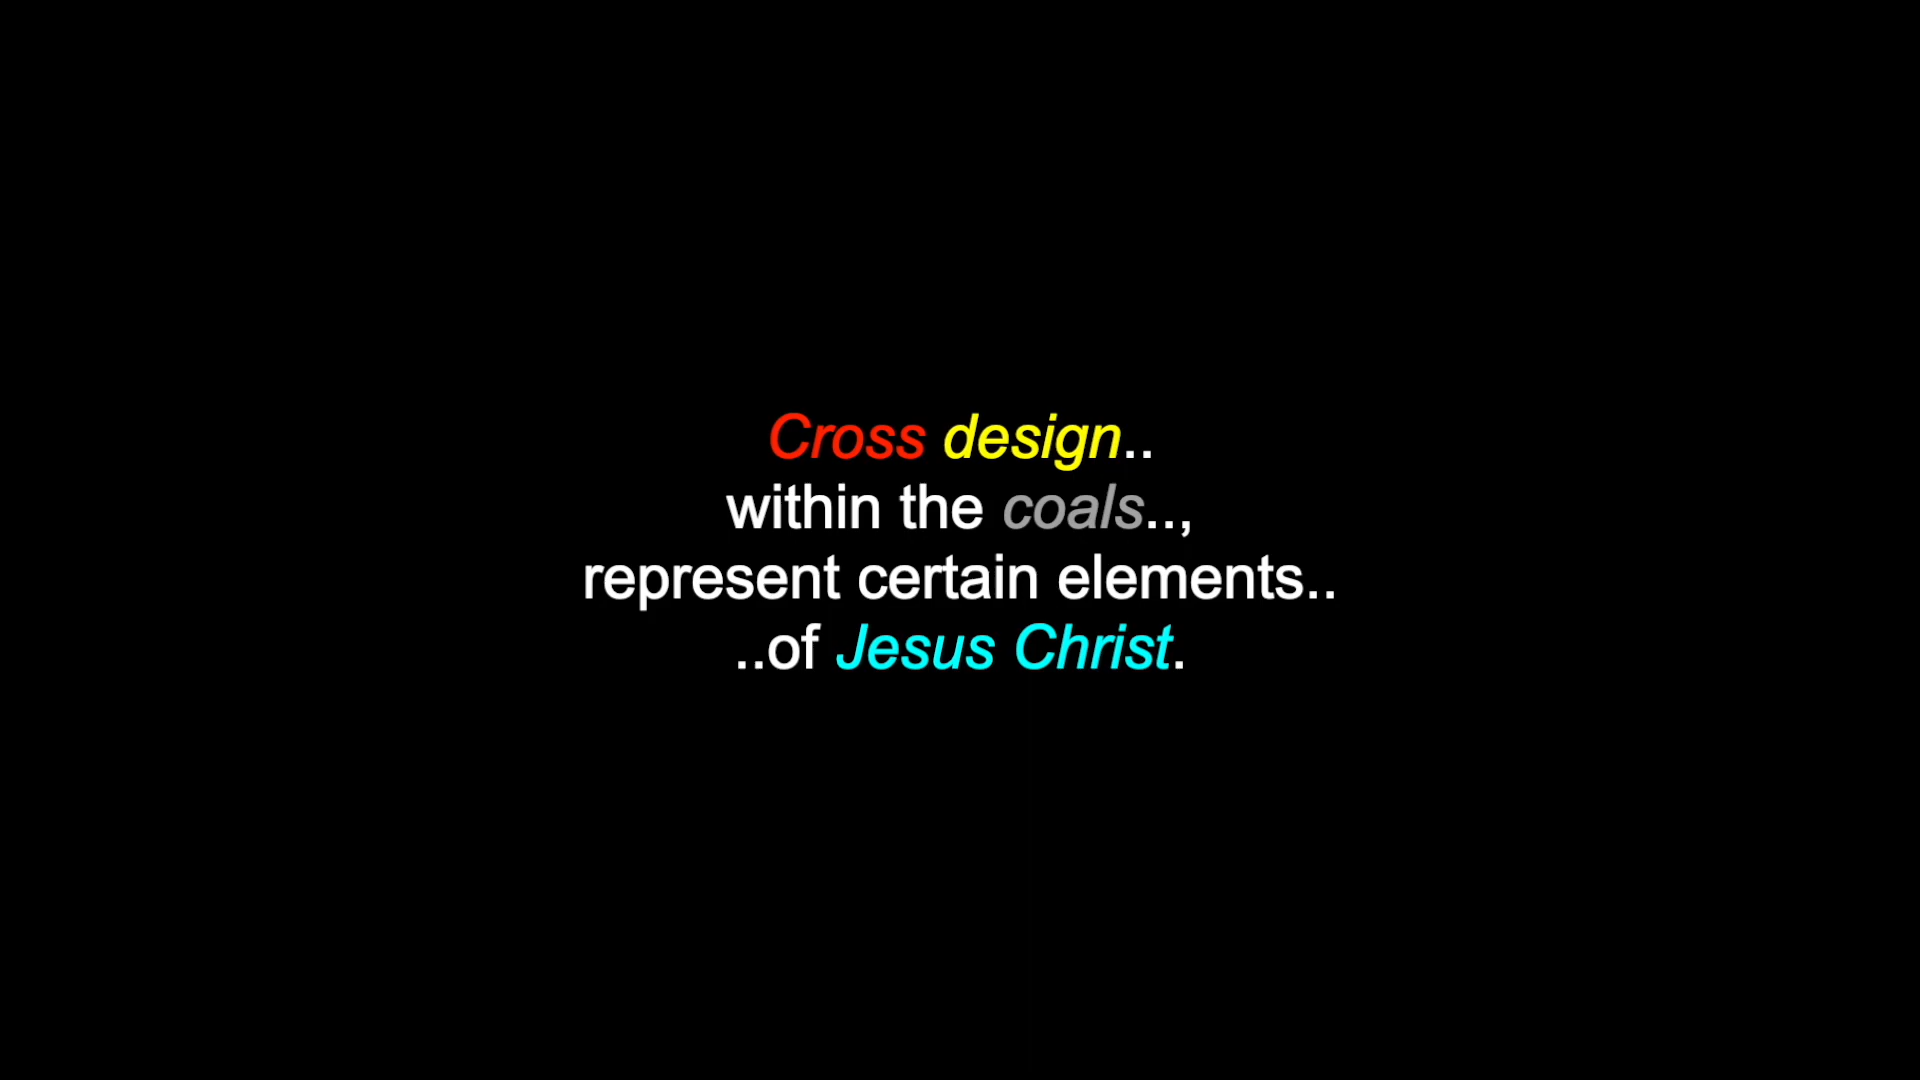 Cross design..
within the coals..,
represent certain elements..
..of Jesus Christ.